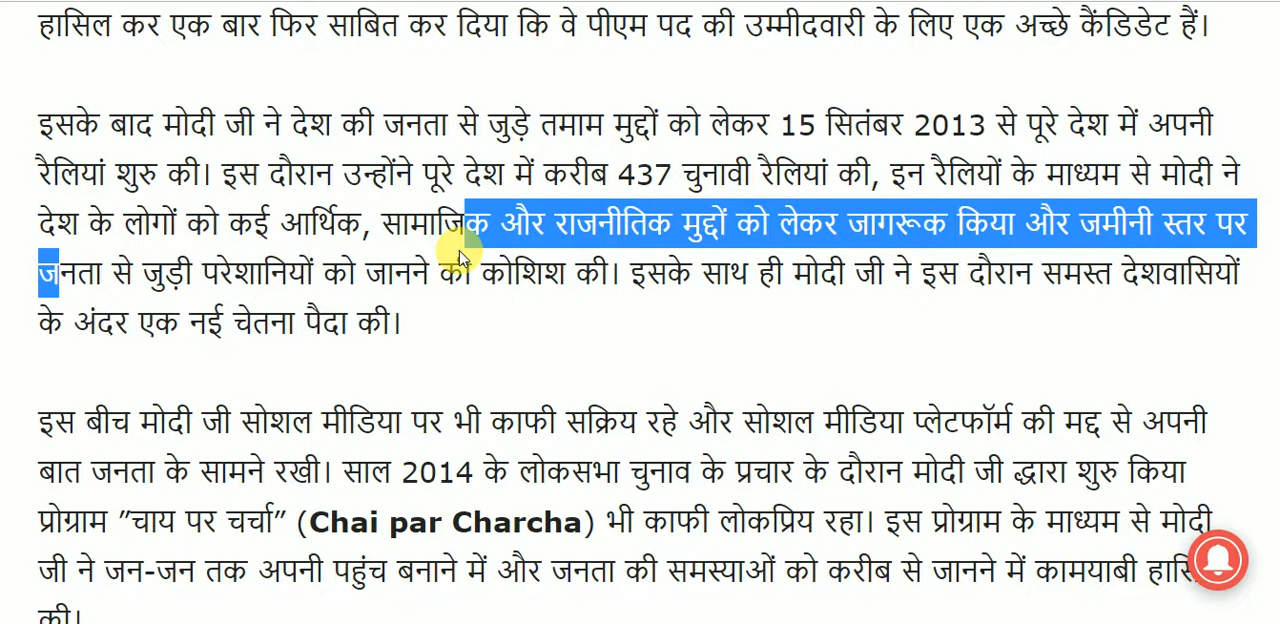 हासिल कर एक बार फिर साबित कर दिया कि वे पीएम पद की उम्मीदवारी के लिए एक अच्छे कैंडिडेट हैं।
इसके बाद मोदी जी ने देश की जनता से जुड़े तमाम मुद्दों को लेकर 15 सितंबर 2013 से पूरे देश में अपनी
रैलियां शुरु की। इस दौरान उन्होंने पूरे देश में करीब 437 चुनावी रैलियां की, इन रैलियों के माध्यम से मोदी ने
देश के लोगों को कई आर्थिक, सामाजिक और राजनीतिक मुद्दों को लेकर जागरूक किया और जमीनी स्तर पर
जनता से जुड़ी परेशानियों को जानने की कोशिश की। इसके साथ ही मोदी जी ने इस दौरान समस्त देशवासियों
के अंदर एक नई चेतना पैदा की।
इस बीच मोदी जी सोशल मीडिया पर भी काफी सक्रिय रहे और सोशल मीडिया प्लेटफॉर्म की मद्द से अपनी
बात जनता के सामने रखी। साल 2014 के लोकसभा चुनाव के प्रचार के दौरान मोदी जी द्धारा शुरु किया
प्रोग्राम ”चाय पर चर्चा” (Chai par Charcha) भी काफी लोकप्रिय रहा। इस प्रोग्राम के माध्यम से मोदी
जी ने जन-जन तक अपनी पहुंच बनाने में और जनता की समस्याओं को करीब से जानने में कामयाबी हासिल
की।